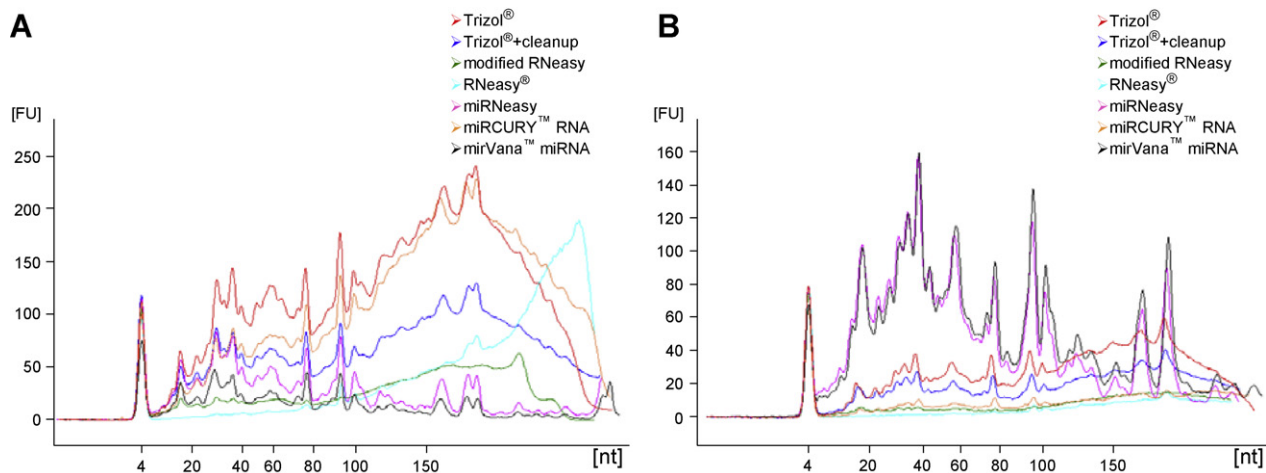 A
Trizol®
Trizol®+cleanup
modified RNeasy
RNeasy®
miRNeasy
miRCURY™ RNA
mirVana™ miRNA
[FU]
250
200
150
100
50
0
4
20
40
60
80
100
150
[nt]
B
Trizol®
Trizol®+cleanup
modified RNeasy
RNeasy®
miRNeasy
miRCURY™ RNA
mirVana™ miRNA
[FU]
160
140
120
100
80
60
40
20
0
4
20
40
60
80
100
150
[nt]